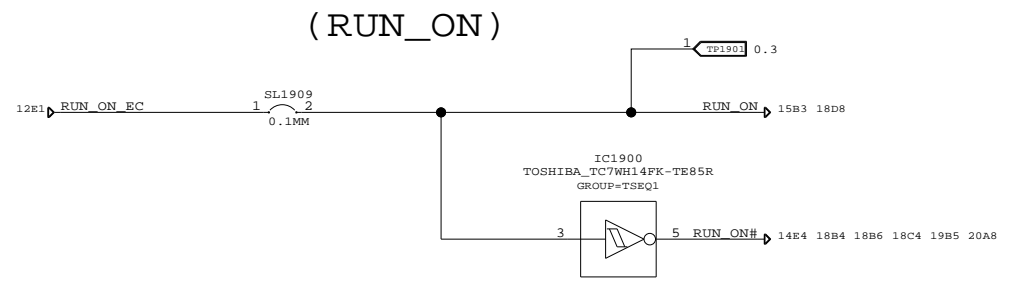 (RUN_ON)
1 TP1901 0.3
SL1909
12E1 RUN_ON_EC 1 2 RUN_ON 15B3 18D8
0.1MM
IC1900
TOSHIBA_TC7WH14FK-TE85R
GROUP=TSEQ1
3 5 RUN_ON# 14E4 18B4 18B6 18C4 19B5 20A8